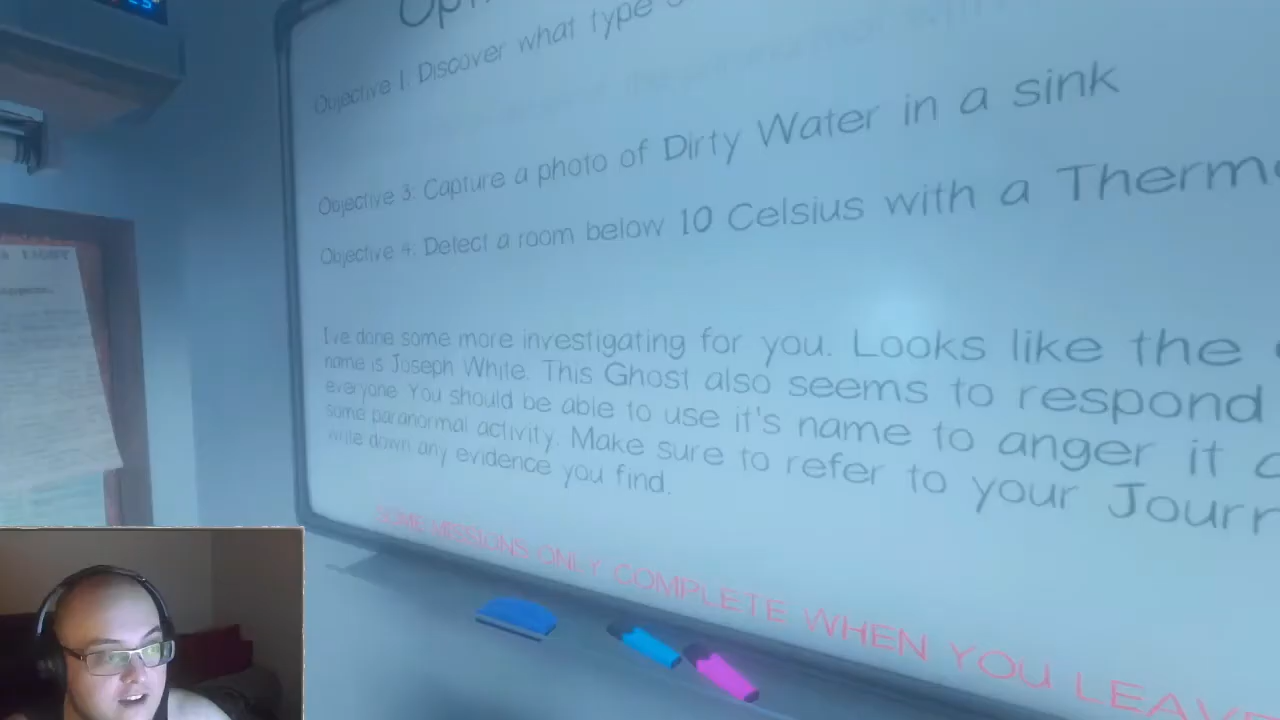 Objective 1: Discover what type
Objective 3: Capture a photo of Dirty Water in a sink
Objective 4: Detect a room below 10 Celsius with a
I've done some more investigating for you. Looks like the
name is Joseph White. This Ghost also seems to respond
everyone. You should be able to use it's name to anger it
some paranormal activity. Make sure to refer to your
write down any evidence you find.
SOME MISSIONS ONLY COMPLETE WHEN YOU